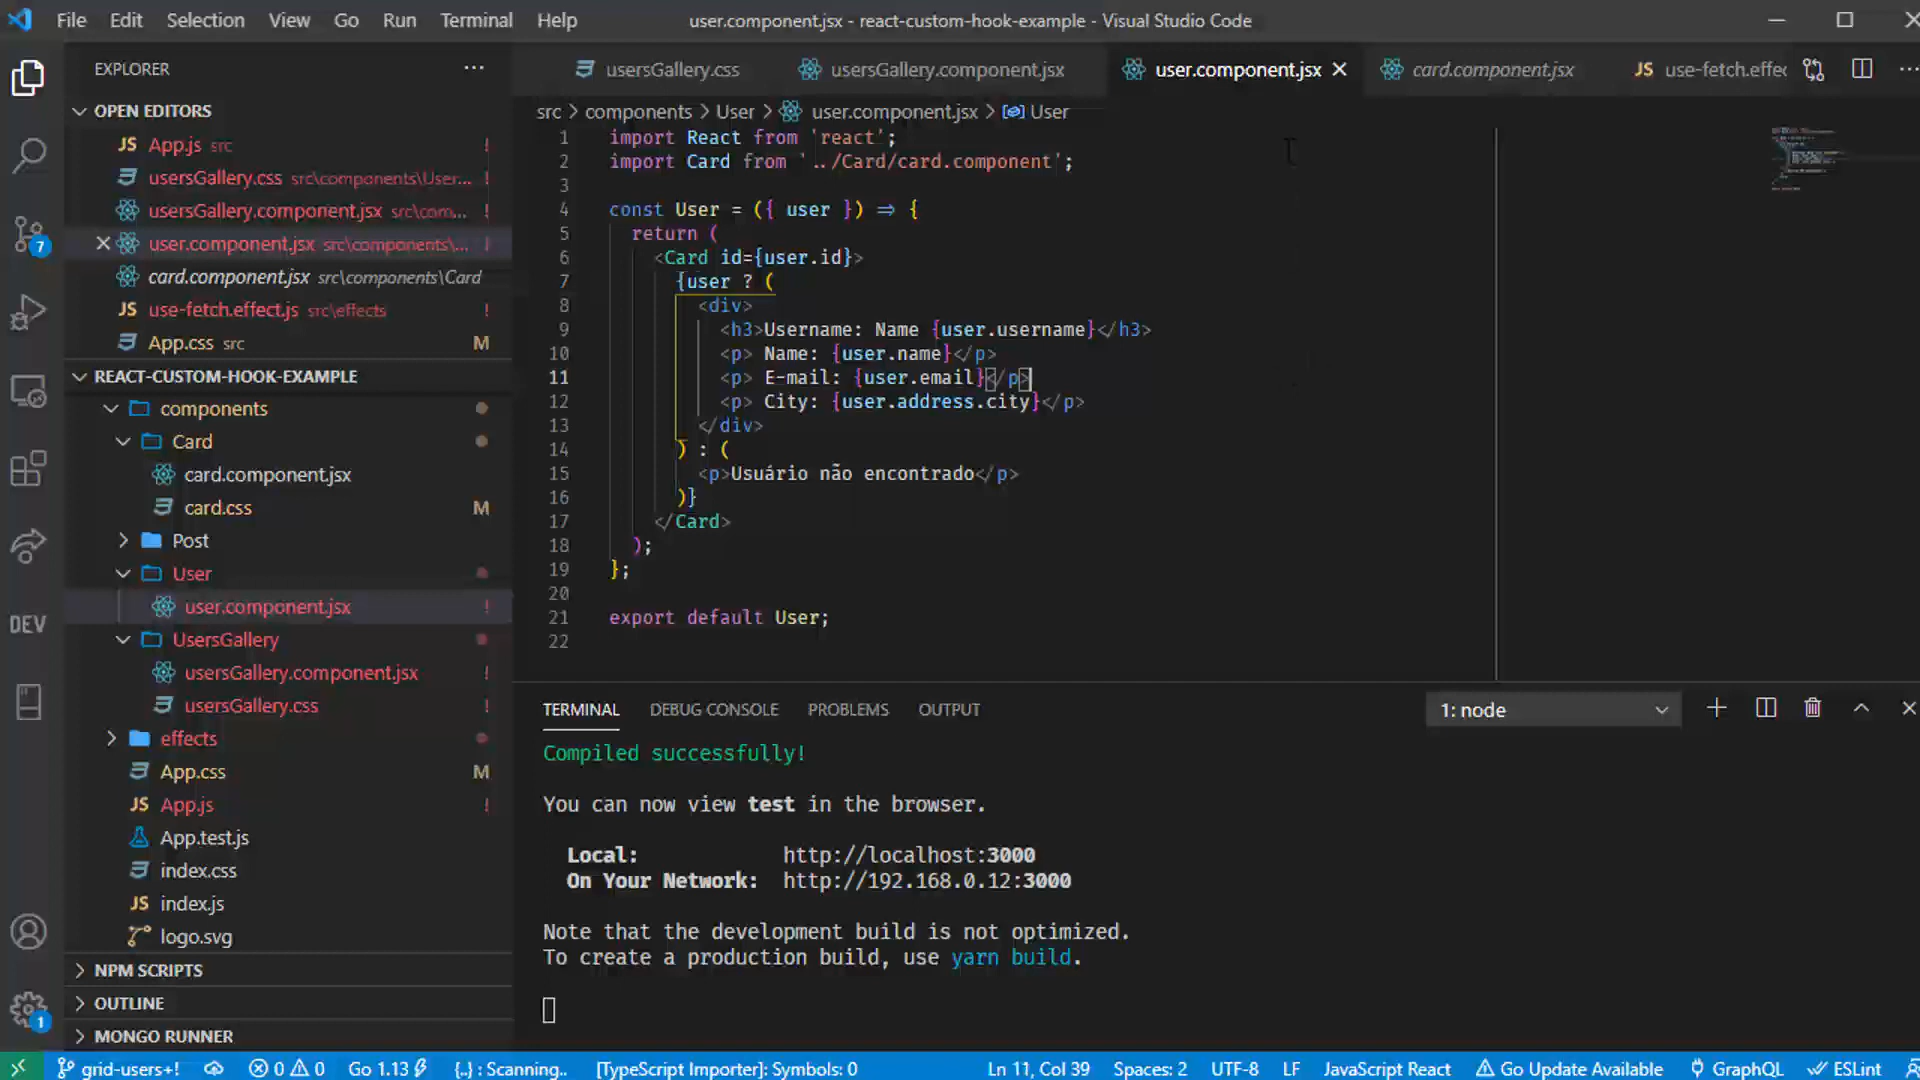 File Edit Selection View Go Run Terminal Help
user.component.jsx - react-custom-hook-example - Visual Studio Code
EXPLORER
OPEN EDITORS
JS App.js src !
usersGallery.css src\components\User... !
usersGallery.component.jsx src\com... !
user.component.jsx src\components\... !
card.component.jsx src\components\Card
JS use-fetch.effect.js src\effects !
App.css src M
REACT-CUSTOM-HOOK-EXAMPLE
components
Card
card.component.jsx
card.css M
Post
User
user.component.jsx !
UsersGallery
usersGallery.component.jsx !
usersGallery.css !
effects
App.css M
JS App.js !
App.test.js
index.css
JS index.js
logo.svg
NPM SCRIPTS
OUTLINE
MONGO RUNNER
7
DEV
1
usersGallery.css usersGallery.component.jsx user.component.jsx card.component.jsx JS use-fetch.effec
src > components > User > user.component.jsx > User
1 import React from 'react';
2 import Card from '../Card/card.component';
3
4 const User = ({ user }) => {
5 return (
6 <Card id={user.id}>
7 {user ? (
8 <div>
9 <h3>Username: Name {user.username}</h3>
10 <p> Name: {user.name}</p>
11 <p> E-mail: {user.email}</p>
12 <p> City: {user.address.city}</p>
13 </div>
14 ) : (
15 <p>Usuário não encontrado</p>
16 )}
17 </Card>
18 );
19 };
20
21 export default User;
22
TERMINAL DEBUG CONSOLE PROBLEMS OUTPUT
1: node
Compiled successfully!
You can now view test in the browser.
Local: http://localhost:3000
On Your Network: http://192.168.0.12:3000
Note that the development build is not optimized.
To create a production build, use yarn build.
grid-users+! 0 0 Go 1.13 {..} : Scanning.. [TypeScript Importer]: Symbols: 0 Ln 11, Col 39 Spaces: 2 UTF-8 LF JavaScript React Go Update Available GraphQL ESLint